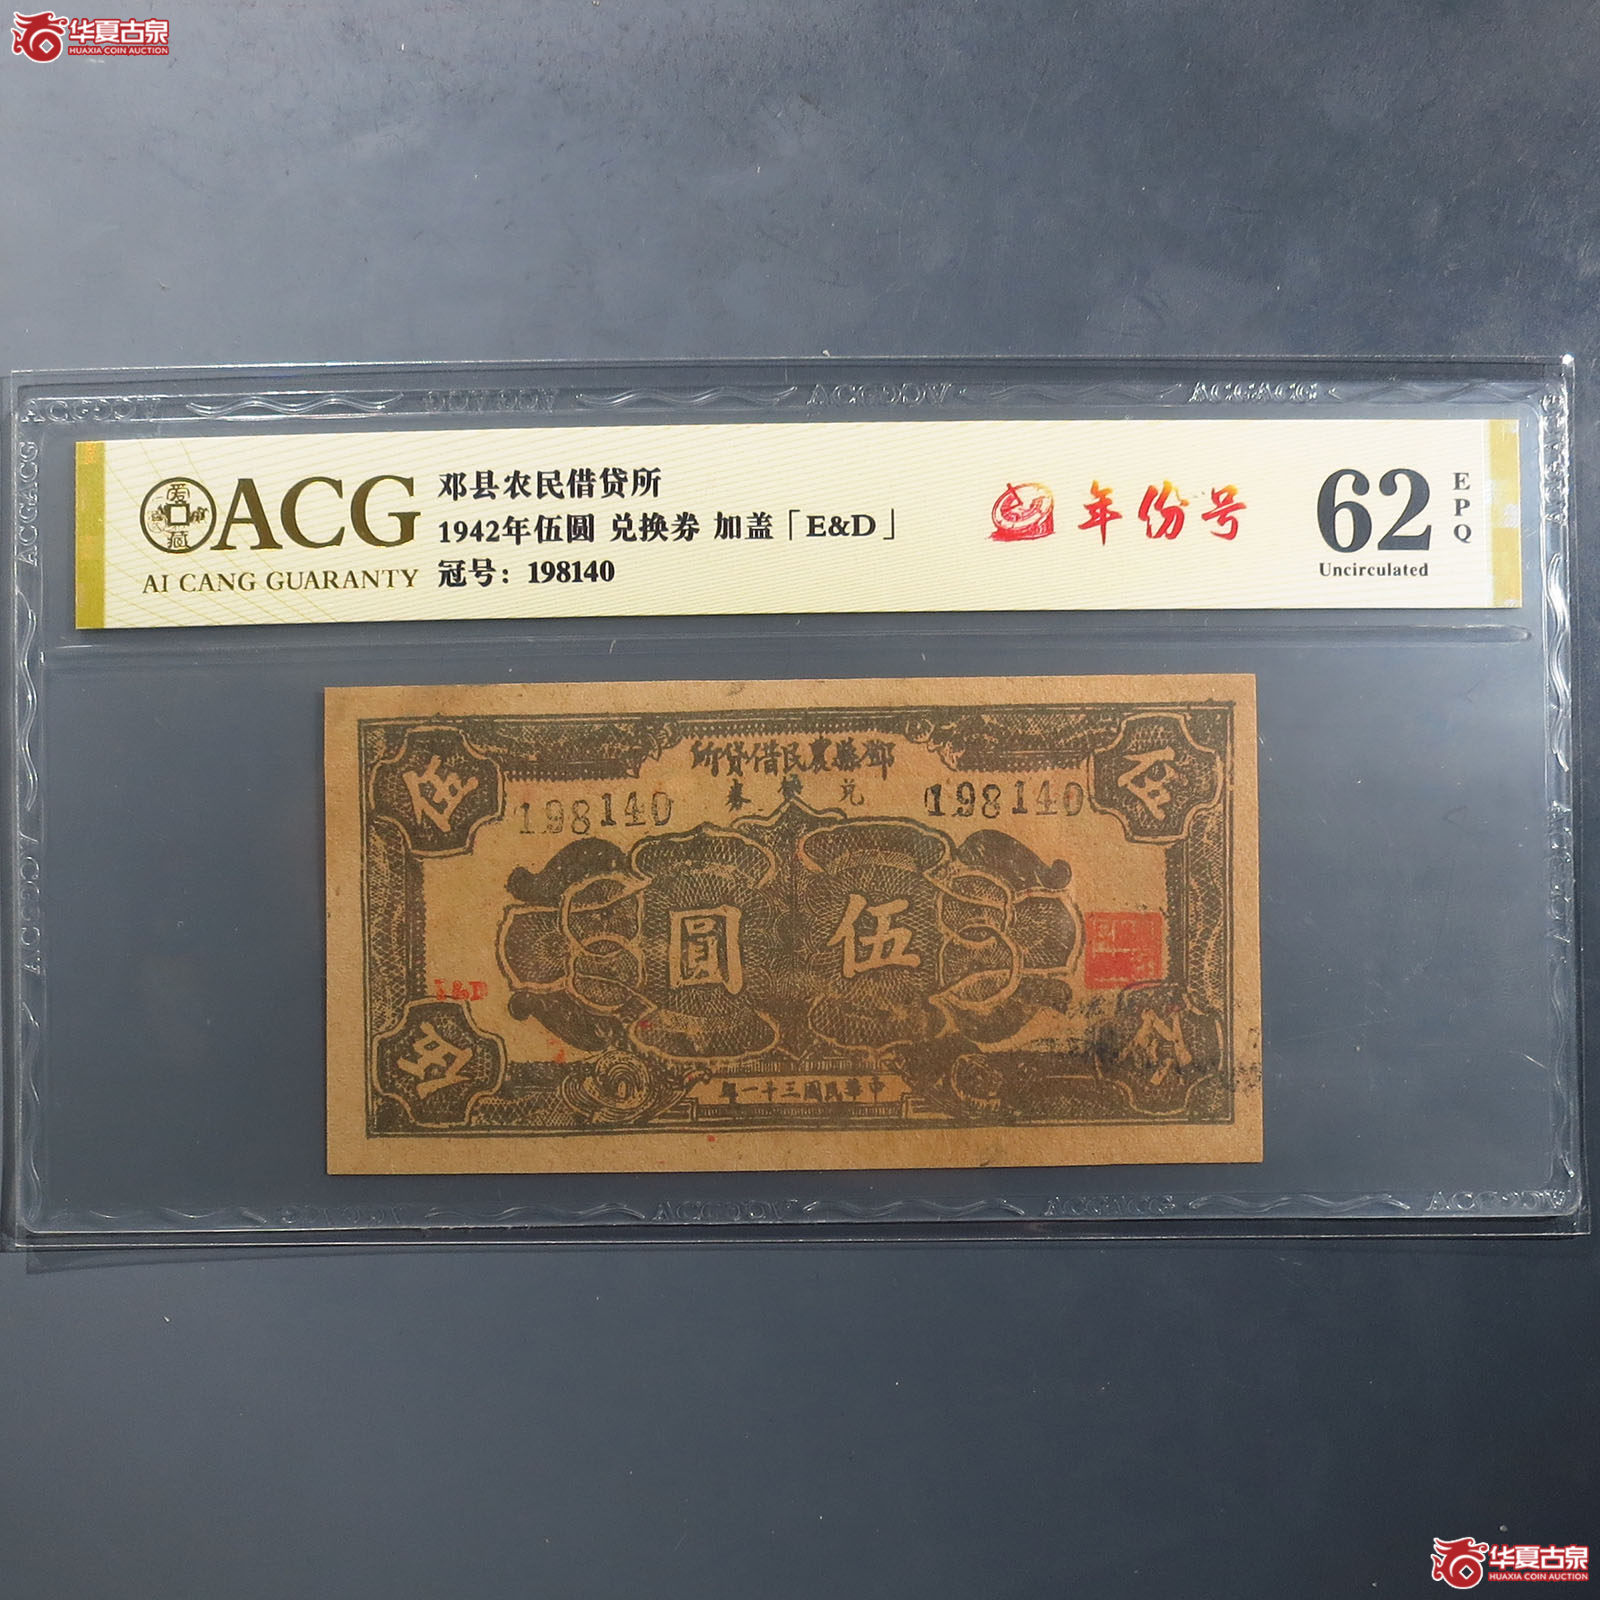 华夏古泉
HUAXIA COIN AUCTION
爱藏
ACG
AI CANG GUARANTY
邓县农民借贷所
1942年伍圆 兑换券 加盖「E&D」
冠号：198140
年份号
62
EPQ
Uncirculated
鄧縣農民借貸所
兌換券
198140
198140
伍
伍
伍圓
伍
中華民國三十一年
华夏古泉
HUAXIA COIN AUCTION